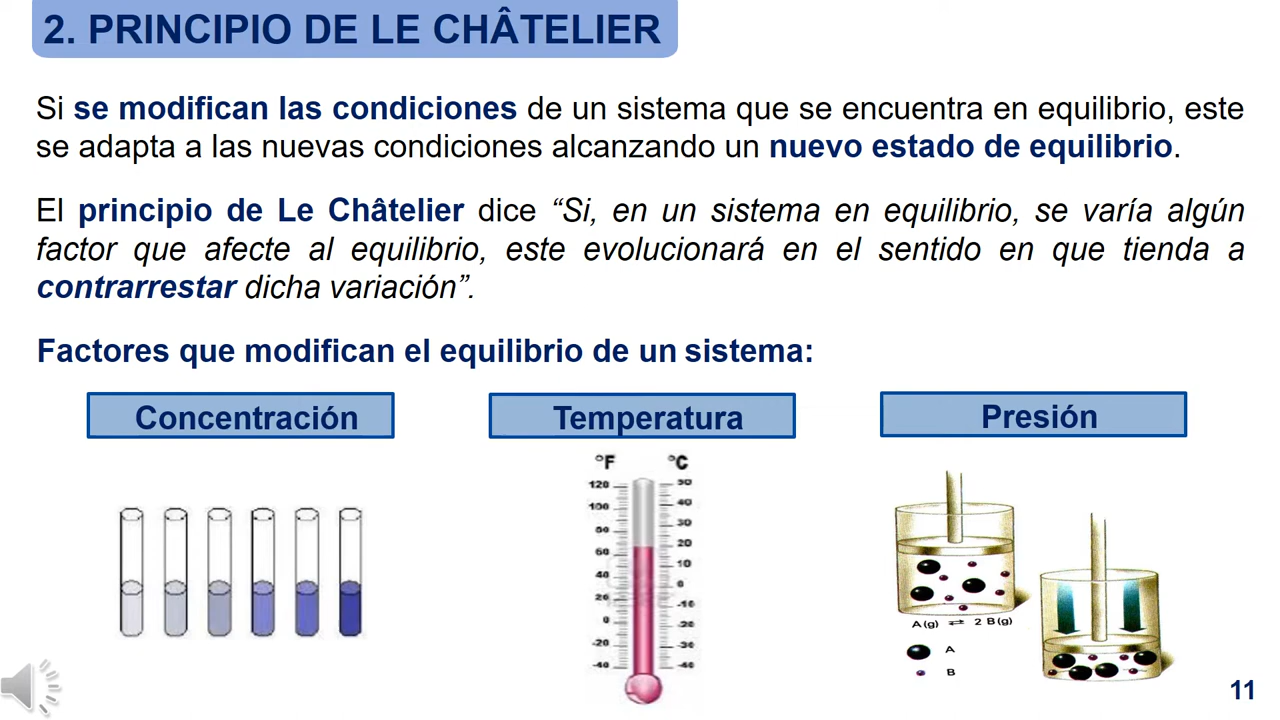 2. PRINCIPIO DE LE CHÂTELIER
Si se modifican las condiciones de un sistema que se encuentra en equilibrio, este
se adapta a las nuevas condiciones alcanzando un nuevo estado de equilibrio.
El principio de Le Châtelier dice “Si, en un sistema en equilibrio, se varía algún
factor que afecte al equilibrio, este evolucionará en el sentido en que tienda a
contrarrestar dicha variación”.
Factores que modifican el equilibrio de un sistema:
Concentración
Temperatura
Presión
°F °C
120 50
100 40
80 30
60 20
40 10
20 0
0 -10
-20 -20
-40 -30
-40
A(g) ⇌ 2 B(g)
A
B
11